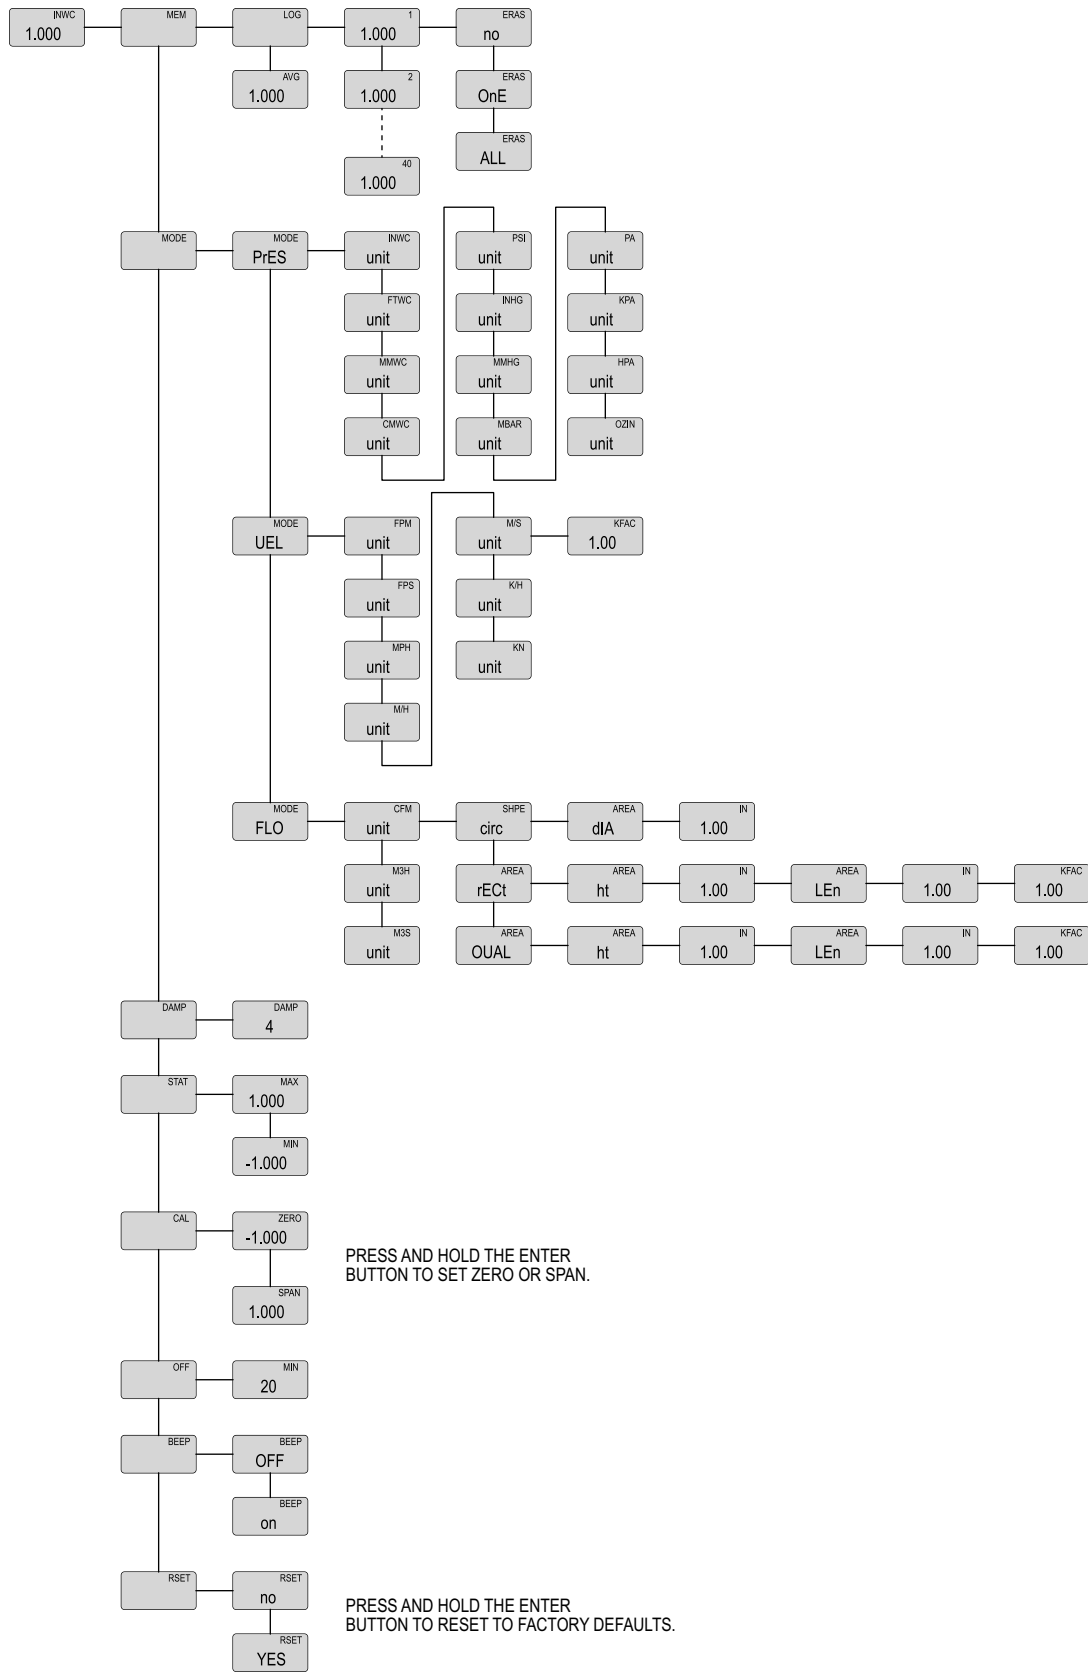 INWC
1.000
MEM
LOG
1
1.000
ERAS
no
AVG
1.000
2
1.000
ERAS
OnE
ERAS
ALL
40
1.000
MODE
MODE
PrES
INWC
unit
PSI
unit
PA
unit
FTWC
unit
INHG
unit
KPA
unit
MMWC
unit
MMHG
unit
HPA
unit
CMWC
unit
MBAR
unit
OZIN
unit
MODE
UEL
FPM
unit
M/S
unit
KFAC
1.00
FPS
unit
K/H
unit
MPH
unit
KN
unit
M/H
unit
MODE
FLO
CFM
unit
SHPE
circ
AREA
dIA
IN
1.00
M3H
unit
AREA
rECt
AREA
ht
IN
1.00
AREA
LEn
IN
1.00
KFAC
1.00
M3S
unit
AREA
OUAL
AREA
ht
IN
1.00
AREA
LEn
IN
1.00
KFAC
1.00
DAMP
DAMP
4
STAT
MAX
1.000
MIN
-1.000
CAL
ZERO
-1.000
PRESS AND HOLD THE ENTER
BUTTON TO SET ZERO OR SPAN.
SPAN
1.000
OFF
MIN
20
BEEP
BEEP
OFF
BEEP
on
RSET
RSET
no
PRESS AND HOLD THE ENTER
BUTTON TO RESET TO FACTORY DEFAULTS.
RSET
YES